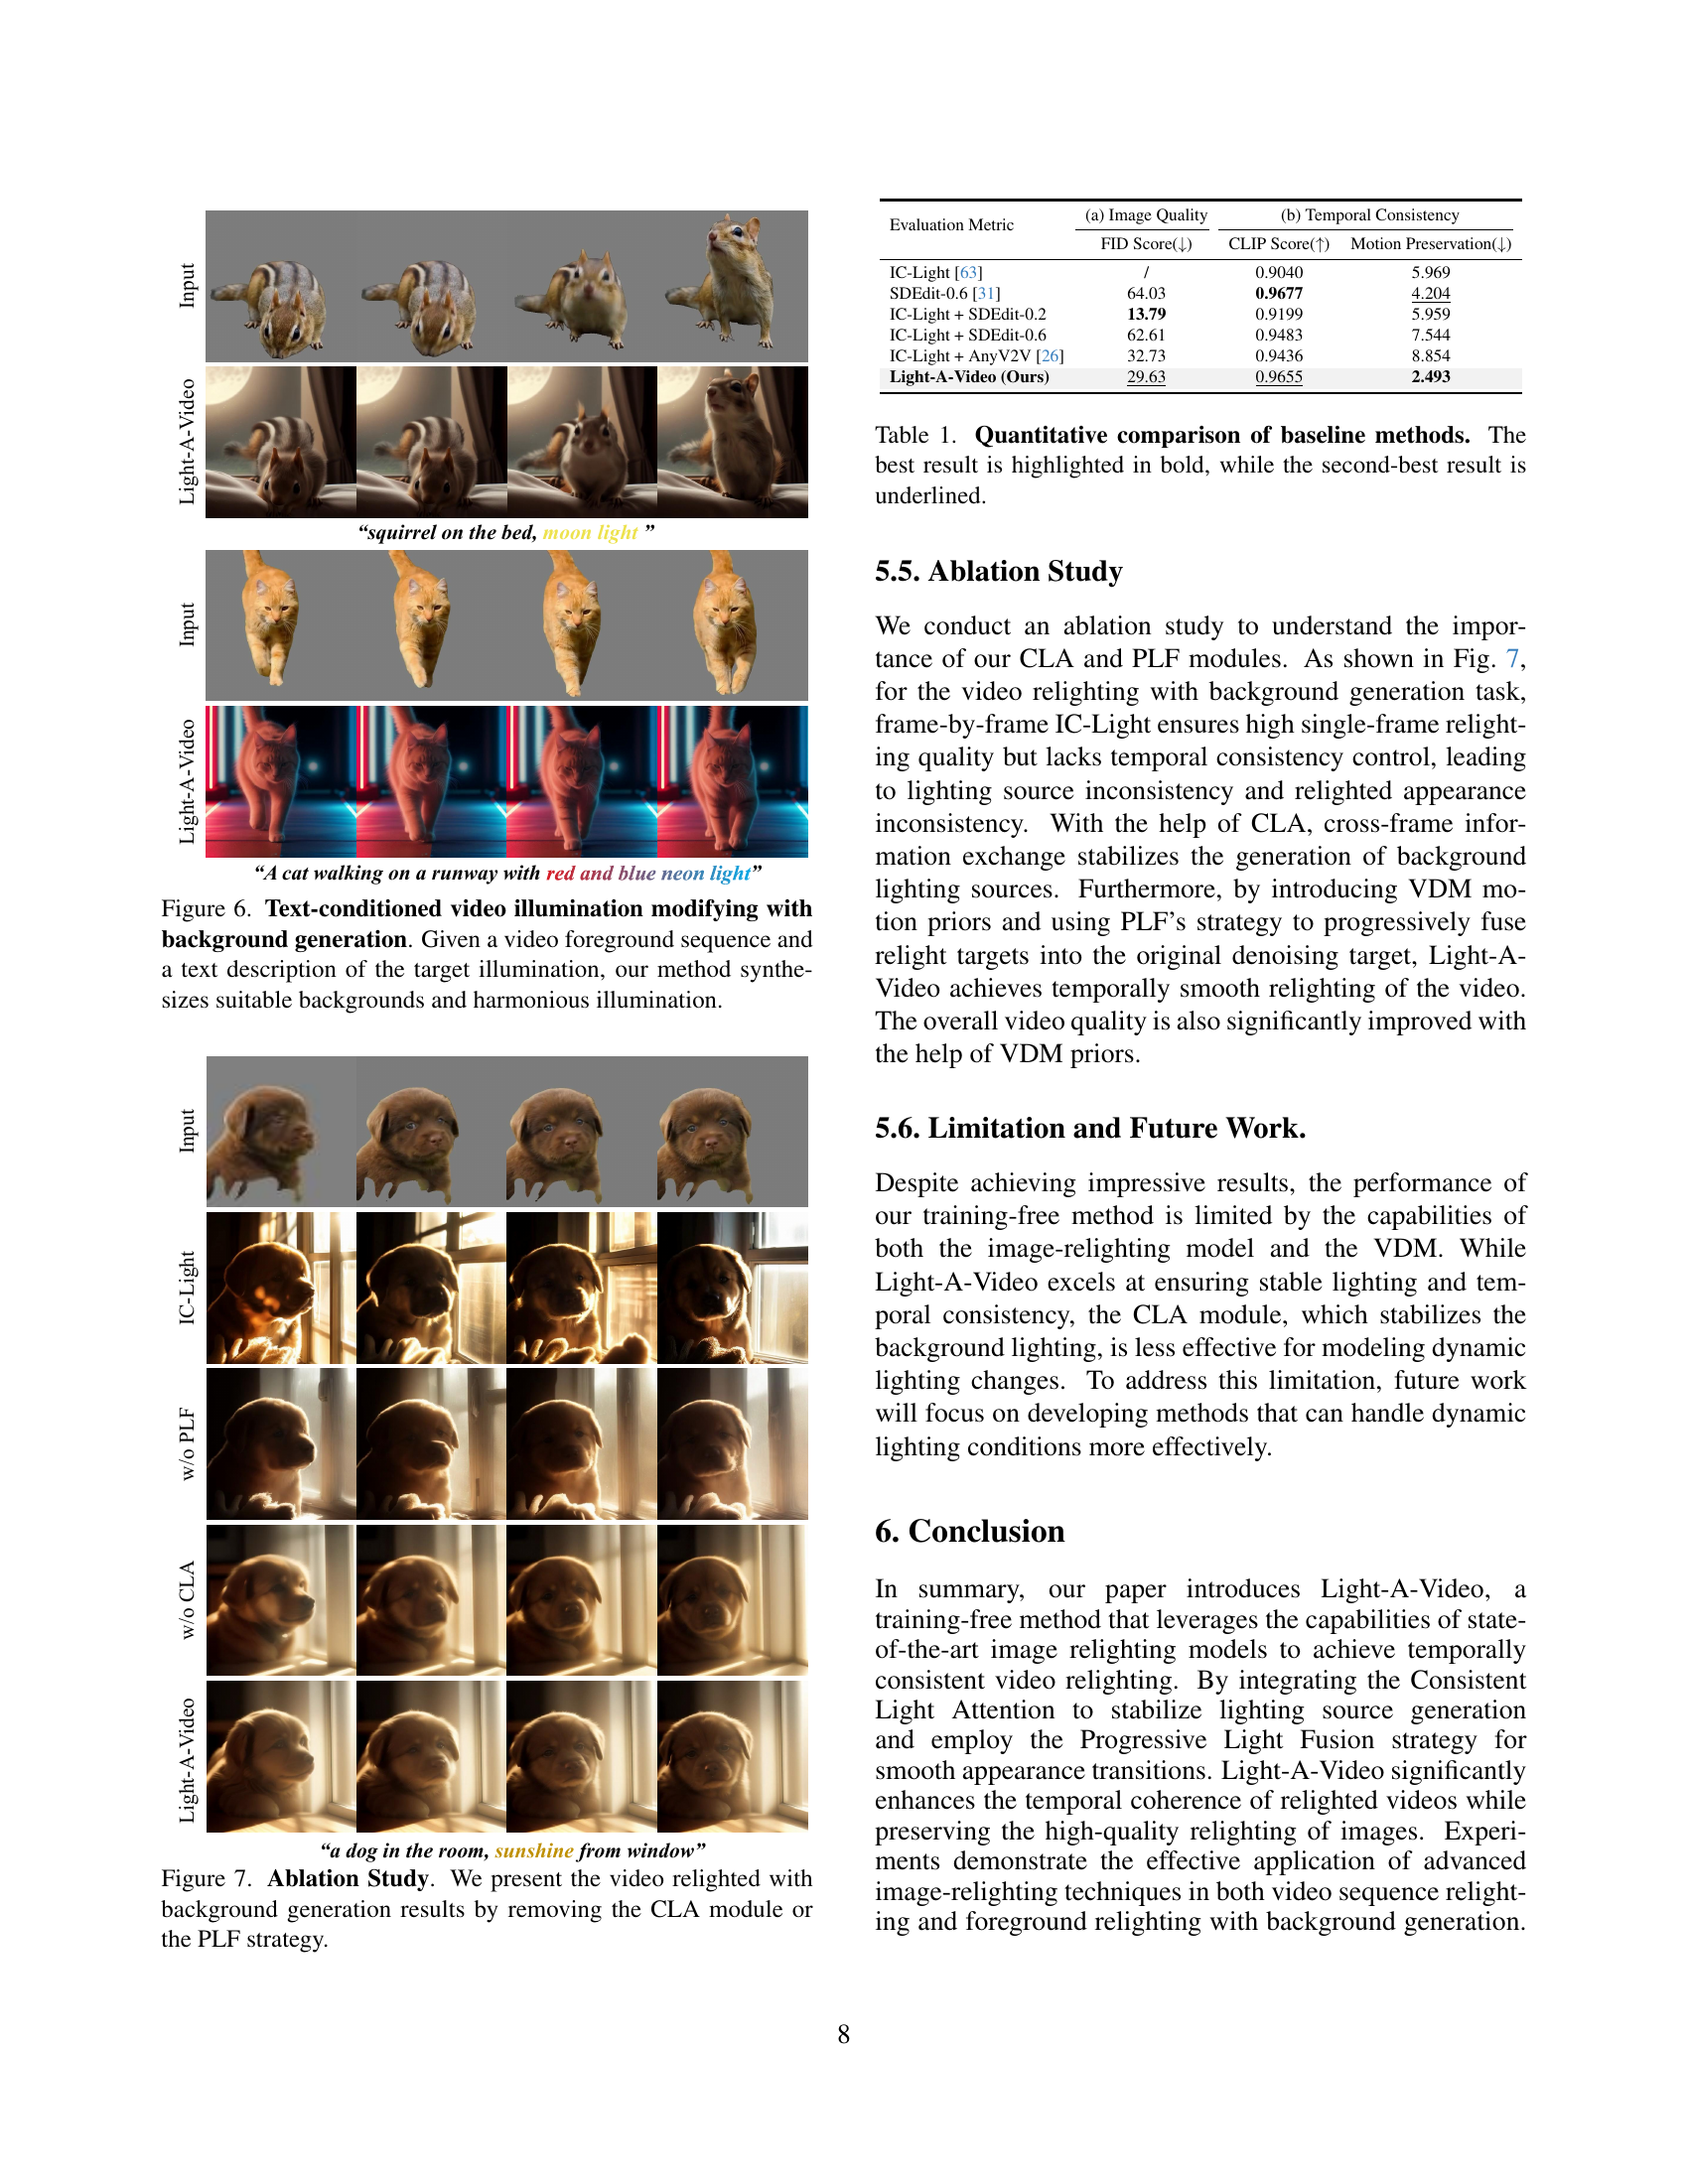 Input
Light-A-Video
“squirrel on the bed, moon light ”
Input
Light-A-Video
“A cat walking on a runway with red and blue neon light”
Figure 6. Text-conditioned video illumination modifying with
background generation. Given a video foreground sequence and
a text description of the target illumination, our method synthe-
sizes suitable backgrounds and harmonious illumination.
Input
IC-Light
w/o PLF
w/o CLA
Light-A-Video
“a dog in the room, sunshine from window”
Figure 7. Ablation Study. We present the video relighted with
background generation results by removing the CLA module or
the PLF strategy.
Evaluation Metric (a) Image Quality (b) Temporal Consistency
FID Score(↓) CLIP Score(↑) Motion Preservation(↓)
IC-Light [63] / 0.9040 5.969
SDEdit-0.6 [31] 64.03 0.9677 4.204
IC-Light + SDEdit-0.2 13.79 0.9199 5.959
IC-Light + SDEdit-0.6 62.61 0.9483 7.544
IC-Light + AnyV2V [26] 32.73 0.9436 8.854
Light-A-Video (Ours) 29.63 0.9655 2.493
Table 1. Quantitative comparison of baseline methods. The
best result is highlighted in bold, while the second-best result is
underlined.
5.5. Ablation Study
We conduct an ablation study to understand the impor-
tance of our CLA and PLF modules. As shown in Fig. 7,
for the video relighting with background generation task,
frame-by-frame IC-Light ensures high single-frame relight-
ing quality but lacks temporal consistency control, leading
to lighting source inconsistency and relighted appearance
inconsistency. With the help of CLA, cross-frame infor-
mation exchange stabilizes the generation of background
lighting sources. Furthermore, by introducing VDM mo-
tion priors and using PLF’s strategy to progressively fuse
relight targets into the original denoising target, Light-A-
Video achieves temporally smooth relighting of the video.
The overall video quality is also significantly improved with
the help of VDM priors.
5.6. Limitation and Future Work.
Despite achieving impressive results, the performance of
our training-free method is limited by the capabilities of
both the image-relighting model and the VDM. While
Light-A-Video excels at ensuring stable lighting and tem-
poral consistency, the CLA module, which stabilizes the
background lighting, is less effective for modeling dynamic
lighting changes. To address this limitation, future work
will focus on developing methods that can handle dynamic
lighting conditions more effectively.
6. Conclusion
In summary, our paper introduces Light-A-Video, a
training-free method that leverages the capabilities of state-
of-the-art image relighting models to achieve temporally
consistent video relighting. By integrating the Consistent
Light Attention to stabilize lighting source generation
and employ the Progressive Light Fusion strategy for
smooth appearance transitions. Light-A-Video significantly
enhances the temporal coherence of relighted videos while
preserving the high-quality relighting of images. Experi-
ments demonstrate the effective application of advanced
image-relighting techniques in both video sequence relight-
ing and foreground relighting with background generation.
8